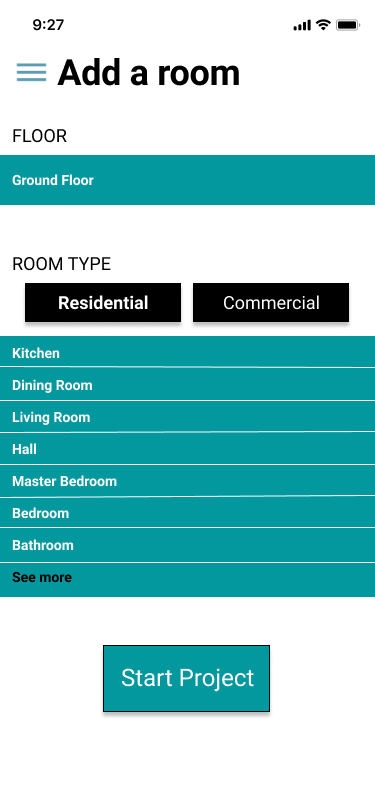 9:27
Add a room
FLOOR
Ground Floor
ROOM TYPE
Residential
Commercial
Kitchen
Dining Room
Living Room
Hall
Master Bedroom
Bedroom
Bathroom
See more
Start Project